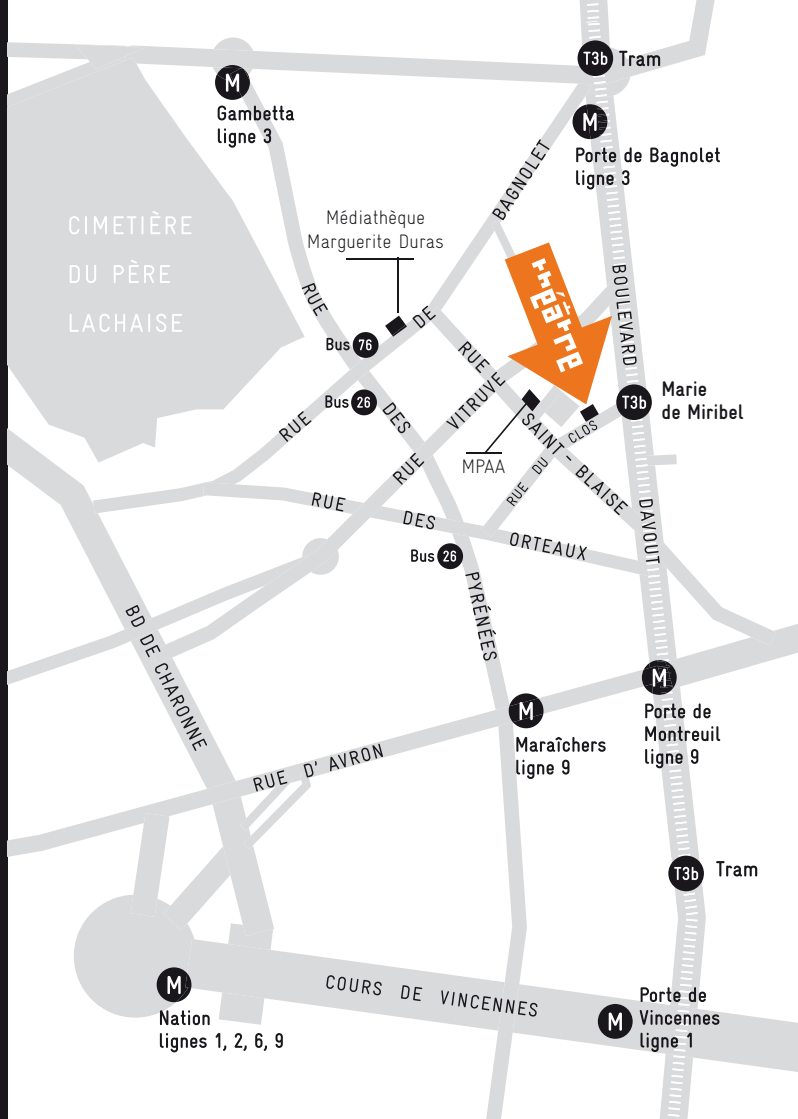 T3b Tram
M
Gambetta
ligne 3
M
Porte de Bagnolet
ligne 3
CIMETIÈRE
DU PÈRE
LACHAISE
Médiathèque
Marguerite Duras
RUE DE BAGNOLET
théâtre
Bus 76
Bus 26
RUE DES PYRÉNÉES
RUE VITRUVE
RUE SAINT - BLAISE
MPAA
RUE DU CLOS
T3b
Marie
de Miribel
BOULEVARD DAVOUT
RUE DES ORTEAUX
Bus 26
BD DE CHARONNE
M
Maraîchers
ligne 9
M
Porte de
Montreuil
ligne 9
RUE D' AVRON
T3b Tram
M
Nation
lignes 1, 2, 6, 9
COURS DE VINCENNES
M
Porte de
Vincennes
ligne 1